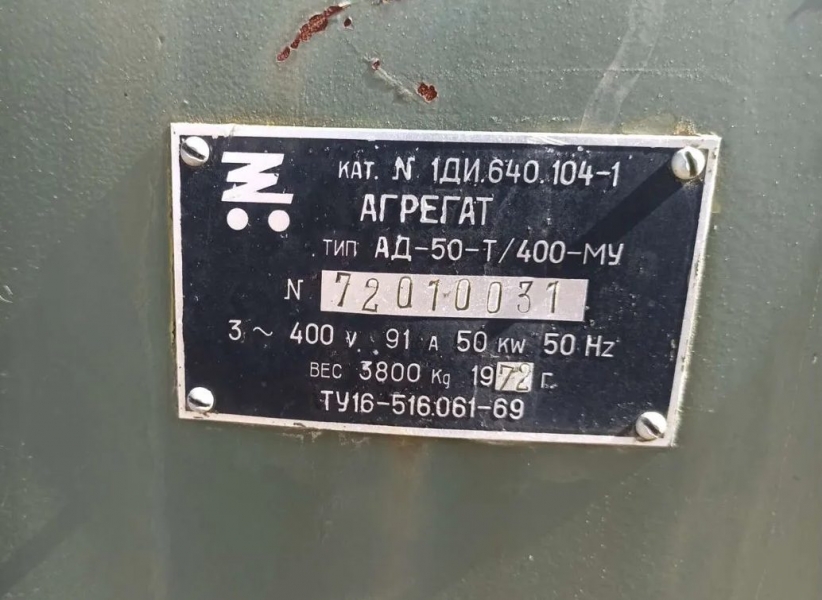 КАТ. N 1ДИ.640.104-1
АГРЕГАТ
ТИП АД-50-Т/400-МУ
N 72010031
3 ~ 400 V 91 A 50 KW 50 Hz
ВЕС 3800 Kg 1972 Г.
ТУ16-516.061-69